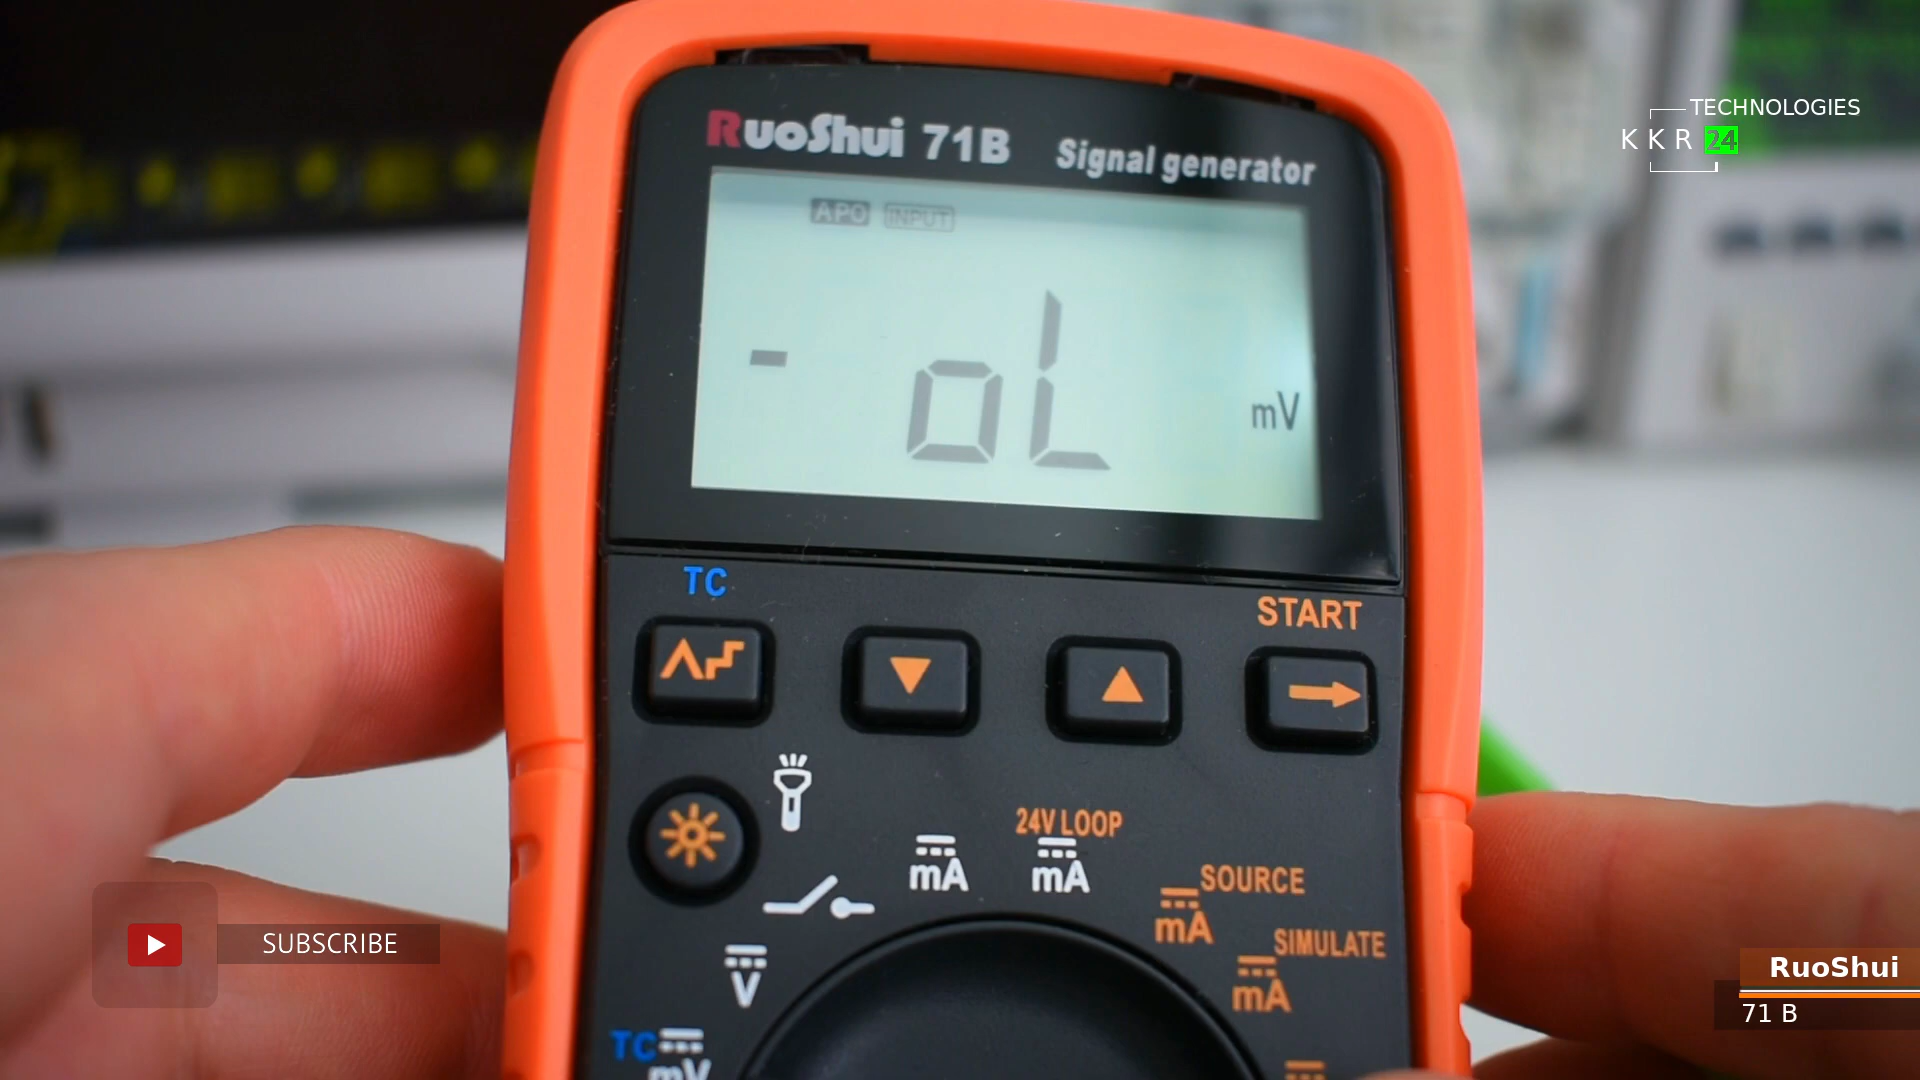 RuoShui 71B Signal generator
TECHNOLOGIES
KKR 24
APO INPUT
- oL mV
TC
START
24V LOOP
mA
mA
SOURCE
mA
SIMULATE
mA
V
TC
mV
SUBSCRIBE
RuoShui
71 B